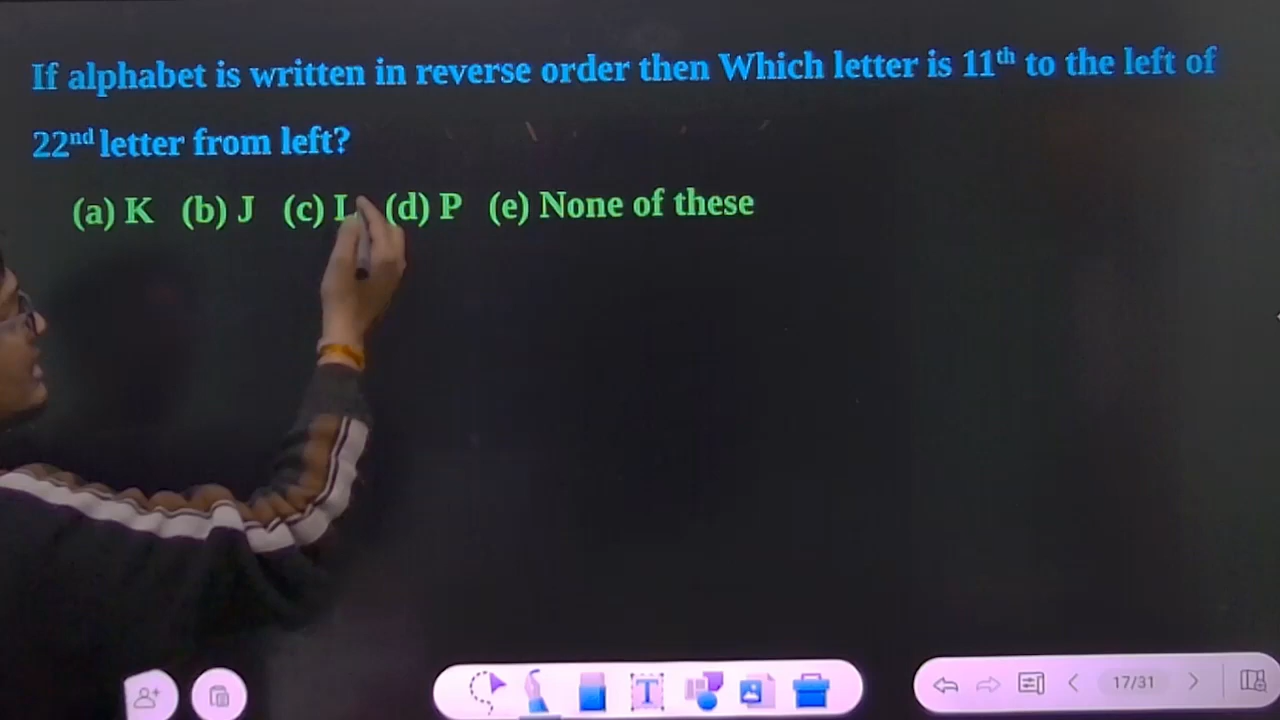 If alphabet is written in reverse order then Which letter is 11th to the left of
22nd letter from left?
(a) K (b) J (c) L (d) P (e) None of these
T
17/31